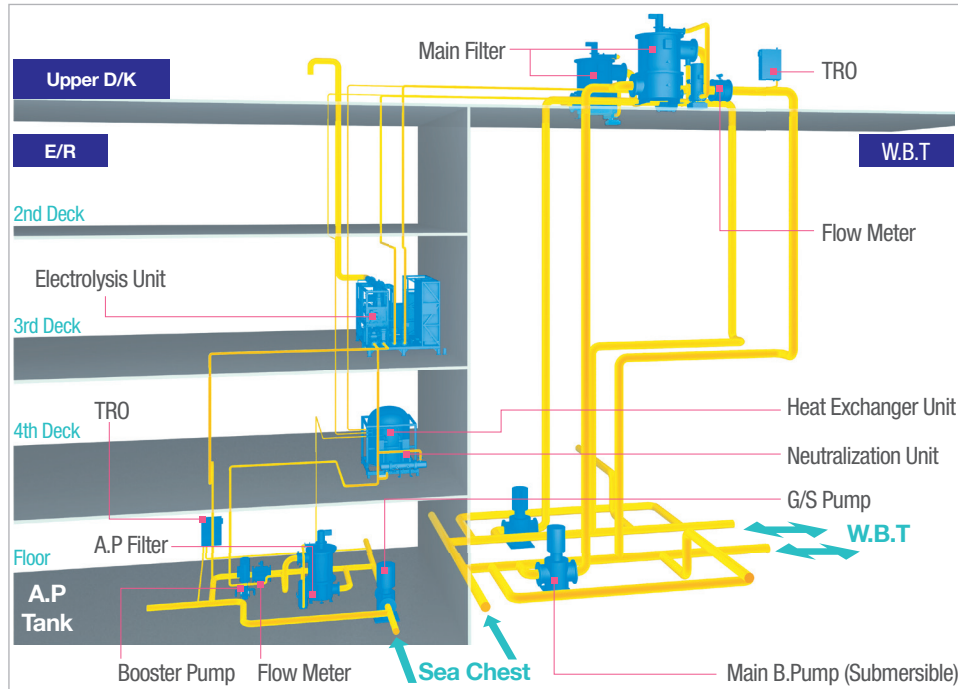 Main Filter
TRO
Upper D/K
E/R
W.B.T
2nd Deck
Flow Meter
Electrolysis Unit
3rd Deck
TRO
Heat Exchanger Unit
4th Deck
Neutralization Unit
G/S Pump
A.P Filter
W.B.T
Floor
A.P
Tank
Booster Pump
Flow Meter
Sea Chest
Main B.Pump (Submersible)